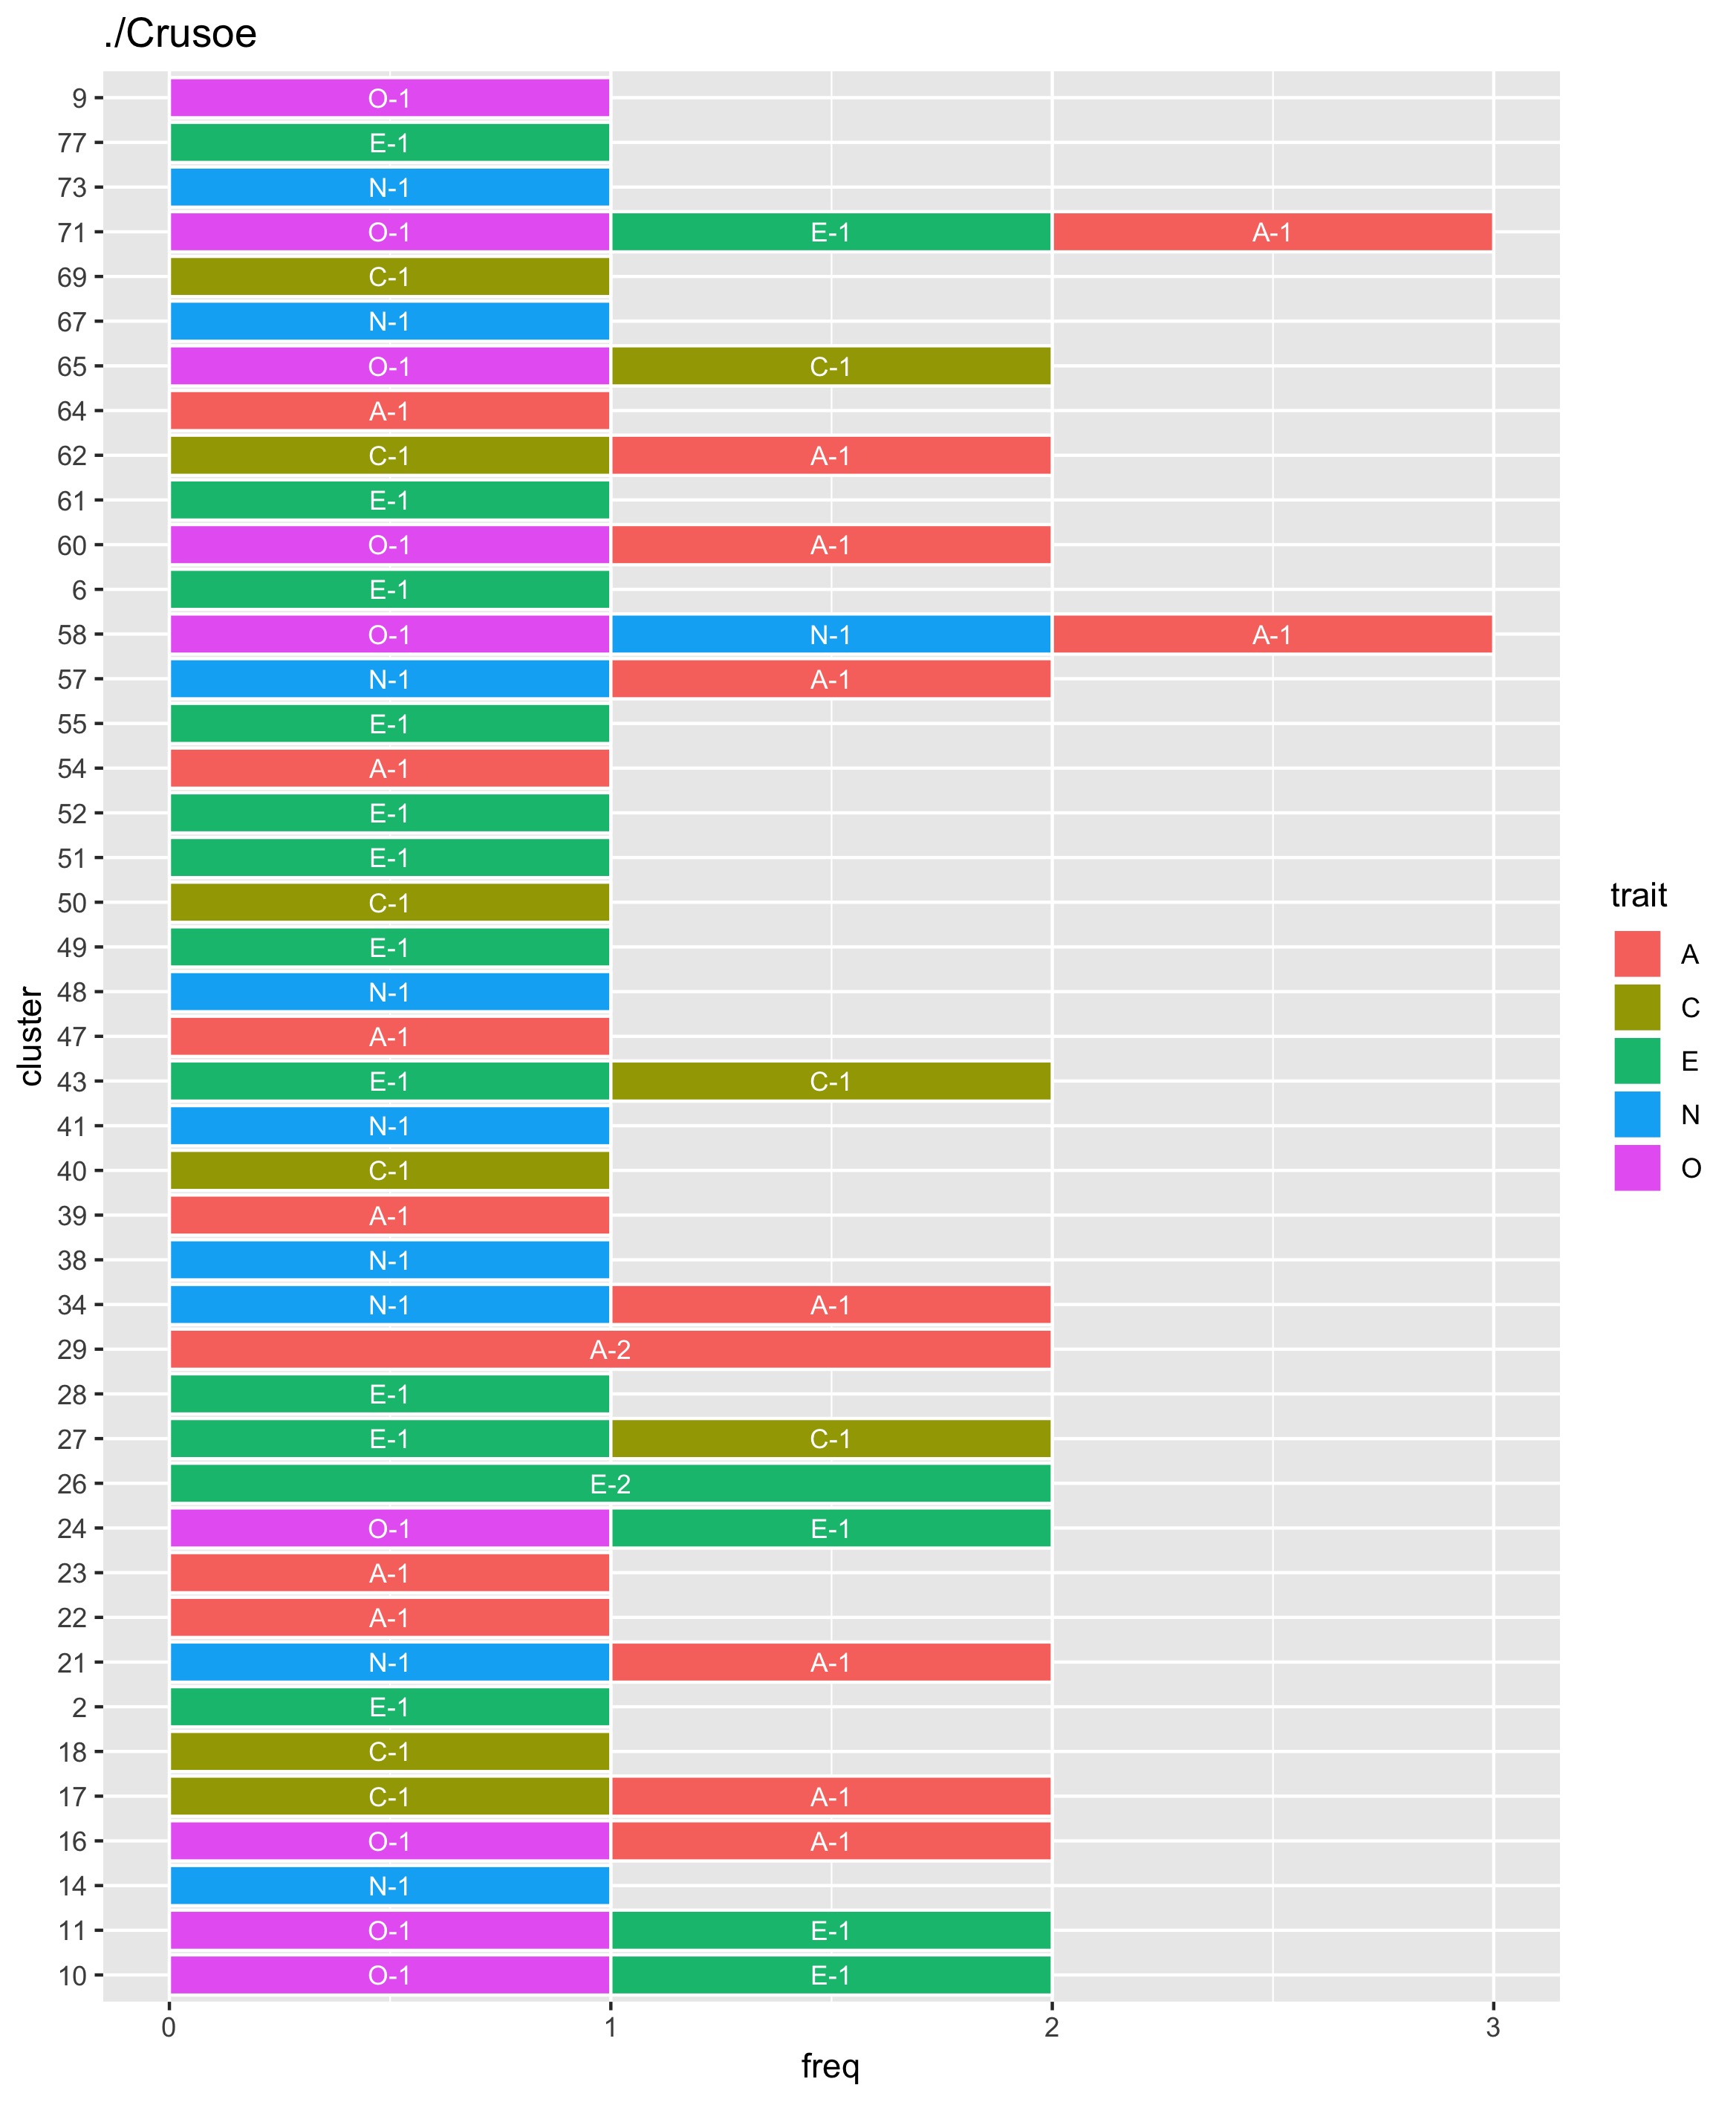 ./Crusoe
9 O-1
77 E-1
73 N-1
71 O-1 E-1 A-1
69 C-1
67 N-1
65 O-1 C-1
64 A-1
62 C-1 A-1
61 E-1
60 O-1 A-1
6 E-1
58 O-1 N-1 A-1
57 N-1 A-1
55 E-1
54 A-1
52 E-1
51 E-1
50 C-1
trait
49 E-1
A
48 N-1
C
47 A-1
E
43 E-1 C-1
N
41 N-1
O
40 C-1
39 A-1
38 N-1
34 N-1 A-1
29 A-2
28 E-1
27 E-1 C-1
26 E-2
24 O-1 E-1
23 A-1
22 A-1
21 N-1 A-1
2 E-1
18 C-1
17 C-1 A-1
16 O-1 A-1
14 N-1
11 O-1 E-1
10 O-1 E-1
cluster
0 1 2 3
freq